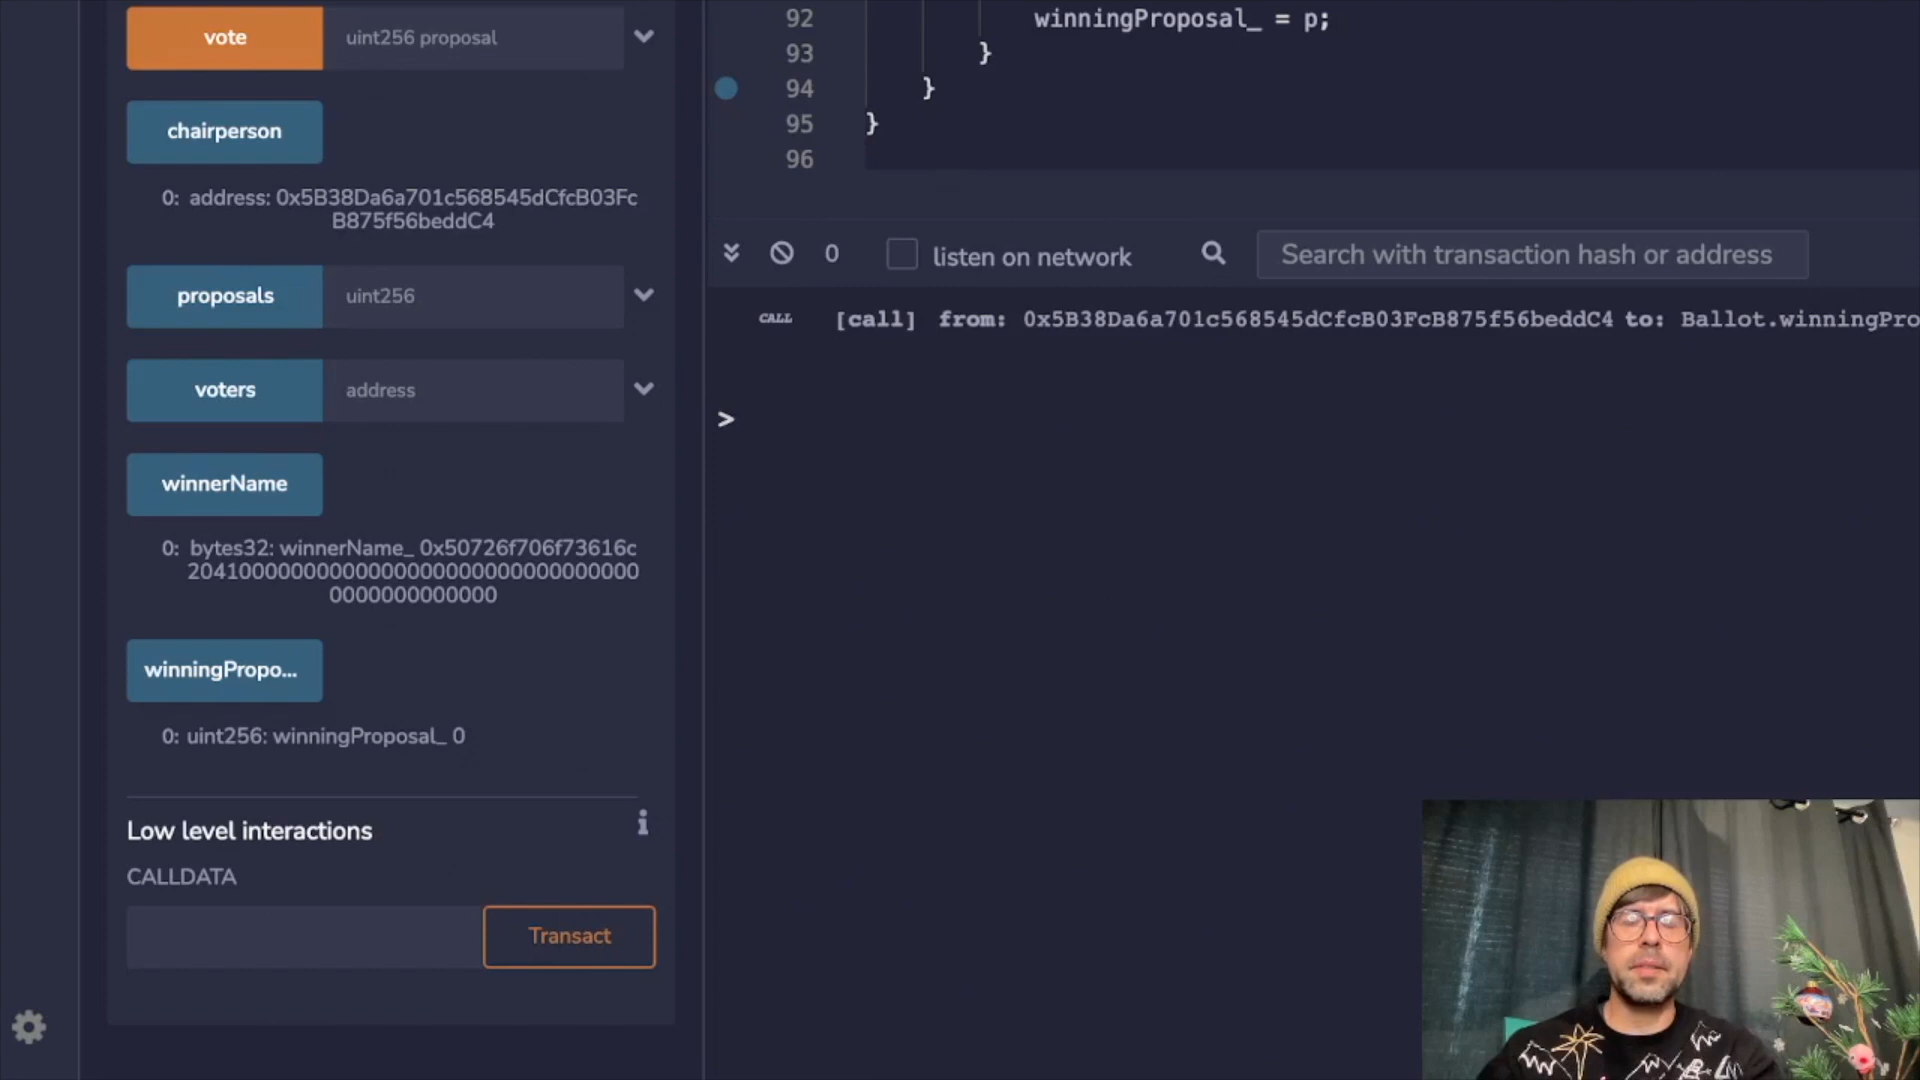 vote
uint256 proposal
chairperson
0: address: 0x5B38Da6a701c568545dCfcB03Fc
B875f56beddC4
proposals
uint256
voters
address
winnerName
0: bytes32: winnerName_ 0x50726f706f73616c
204100000000000000000000000000000000
0000000000000
winningPropo...
0: uint256: winningProposal_ 0
Low level interactions
CALLDATA
Transact
92 winningProposal_ = p;
93 }
94 }
95 }
96
0
listen on network
Search with transaction hash or address
CALL [call] from: 0x5B38Da6a701c568545dCfcB03FcB875f56beddC4 to: Ballot.winningPro
>